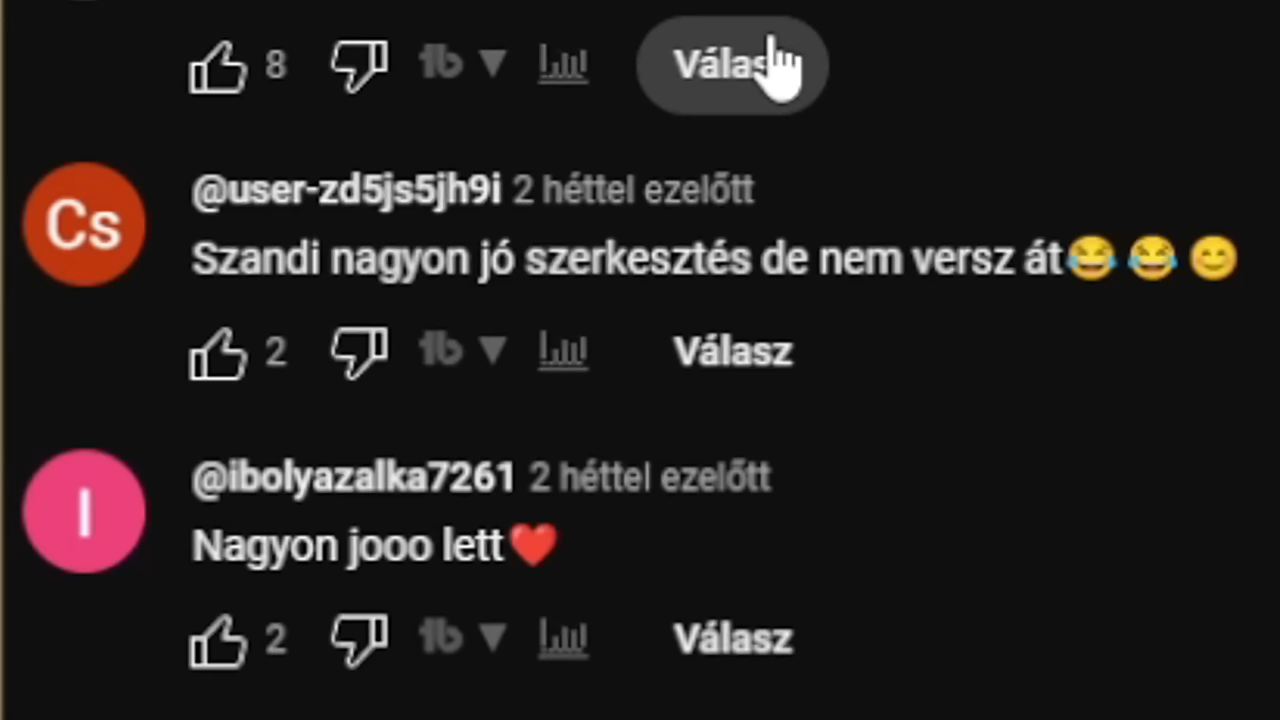 8 Válas
Cs @user-zd5js5jh9i 2 héttel ezelőtt
Szandi nagyon jó szerkesztés de nem versz át😂😂😊
2 Válasz
I @ibolyazalka7261 2 héttel ezelőtt
Nagyon jooo lett❤️
2 Válasz